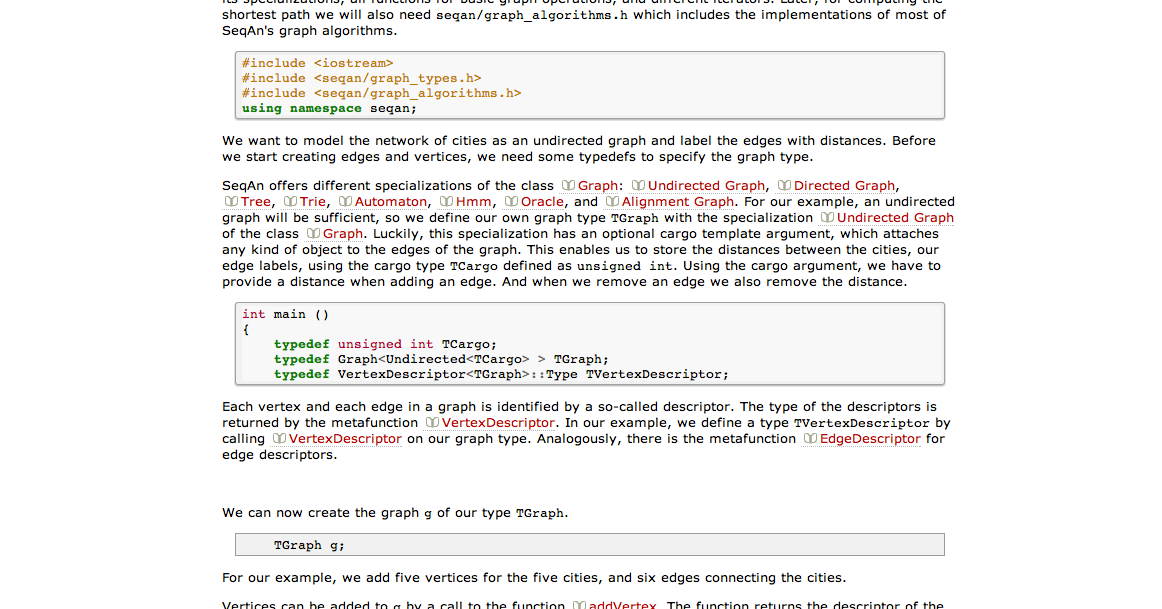 its specializations, all functions for basic graph operations, and different iterators. Later, for computing the
shortest path we will also need seqan/graph_algorithms.h which includes the implementations of most of
SeqAn's graph algorithms.
#include <iostream>
#include <seqan/graph_types.h>
#include <seqan/graph_algorithms.h>
using namespace seqan;
We want to model the network of cities as an undirected graph and label the edges with distances. Before
we start creating edges and vertices, we need some typedefs to specify the graph type.
SeqAn offers different specializations of the class Graph: Undirected Graph, Directed Graph,
Tree, Trie, Automaton, Hmm, Oracle, and Alignment Graph. For our example, an undirected
graph will be sufficient, so we define our own graph type TGraph with the specialization Undirected Graph
of the class Graph. Luckily, this specialization has an optional cargo template argument, which attaches
any kind of object to the edges of the graph. This enables us to store the distances between the cities, our
edge labels, using the cargo type TCargo defined as unsigned int. Using the cargo argument, we have to
provide a distance when adding an edge. And when we remove an edge we also remove the distance.
int main ()
{
    typedef unsigned int TCargo;
    typedef Graph<Undirected<TCargo> > TGraph;
    typedef VertexDescriptor<TGraph>::Type TVertexDescriptor;
Each vertex and each edge in a graph is identified by a so-called descriptor. The type of the descriptors is
returned by the metafunction VertexDescriptor. In our example, we define a type TVertexDescriptor by
calling VertexDescriptor on our graph type. Analogously, there is the metafunction EdgeDescriptor for
edge descriptors.
We can now create the graph g of our type TGraph.
    TGraph g;
For our example, we add five vertices for the five cities, and six edges connecting the cities.
Vertices can be added to g by a call to the function addVertex. The function returns the descriptor of the